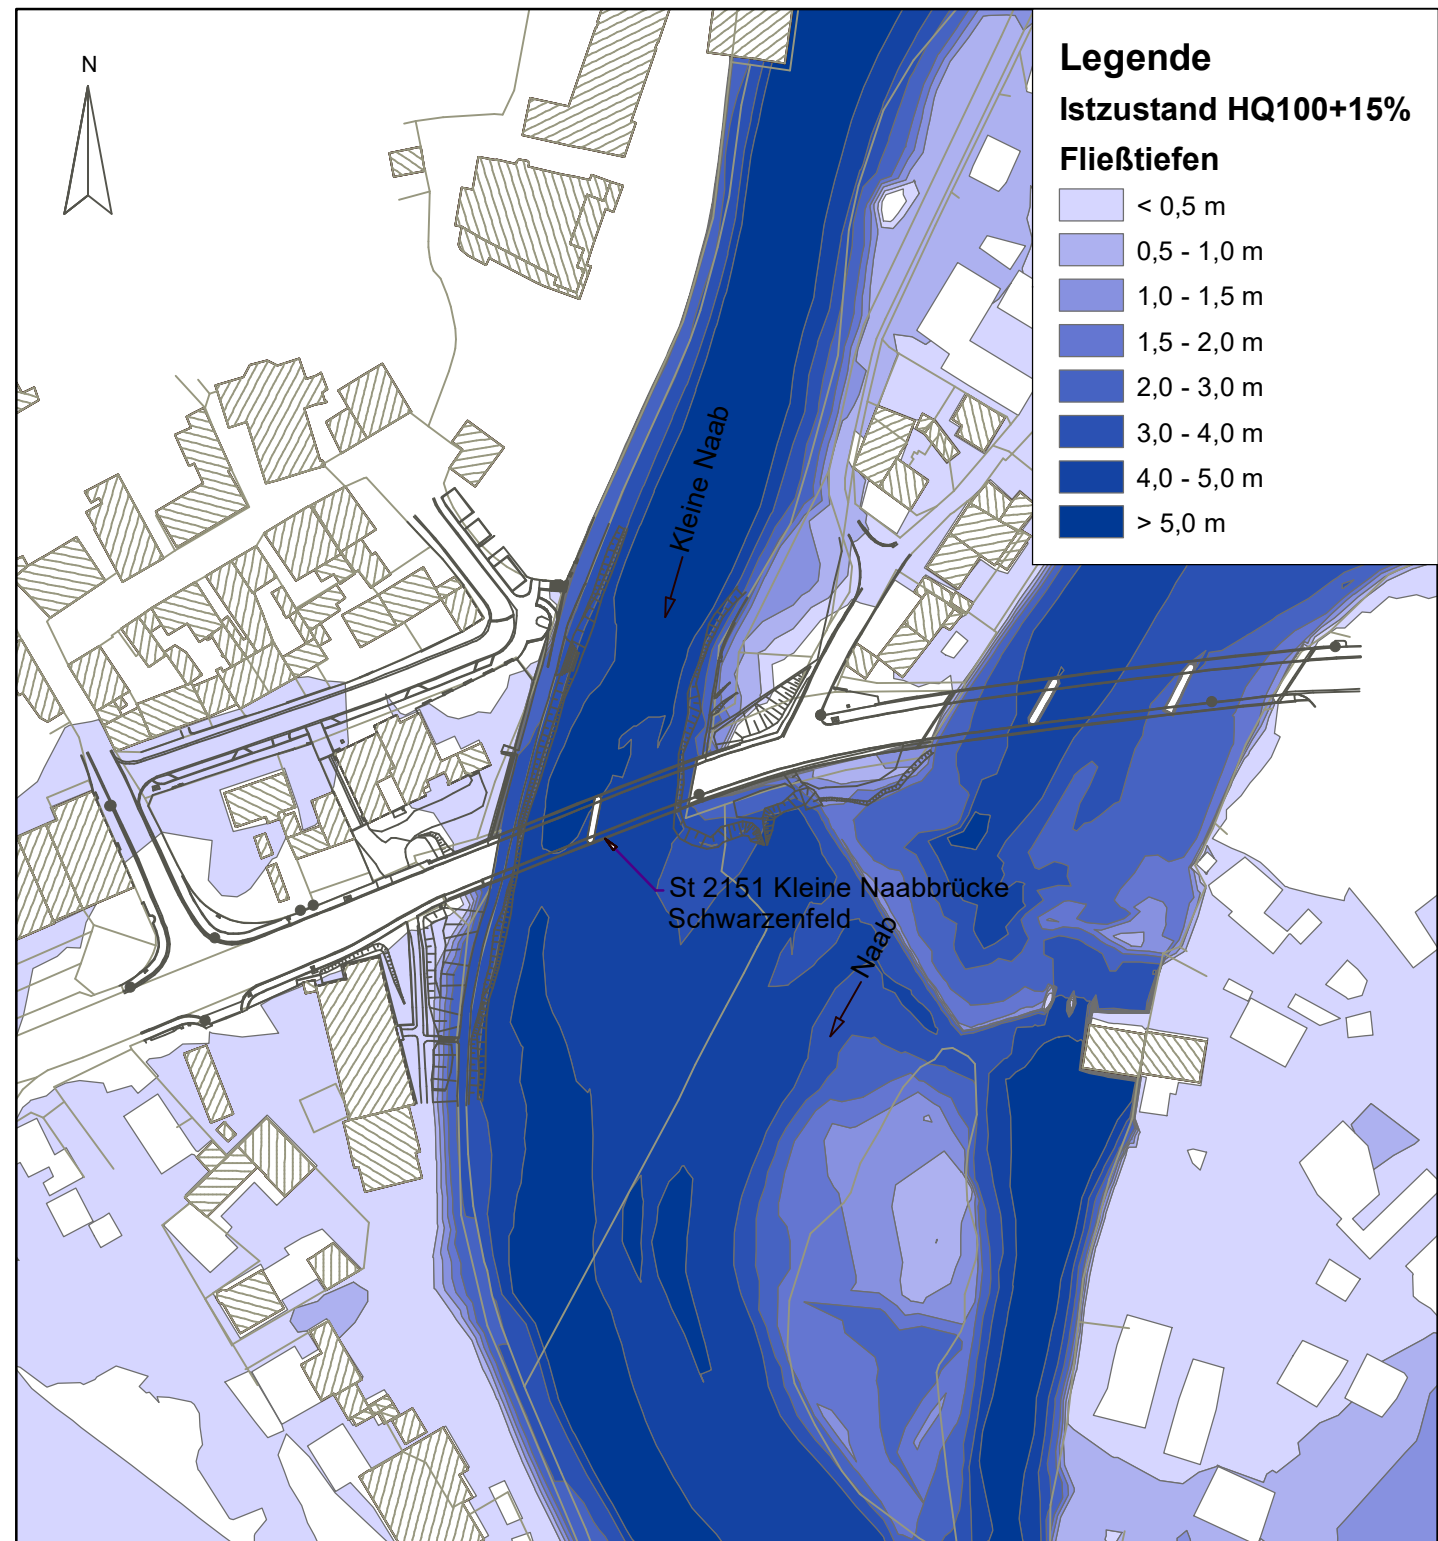 N
Legende
Istzustand HQ100+15%
Fließtiefen
< 0,5 m
0,5 - 1,0 m
1,0 - 1,5 m
1,5 - 2,0 m
2,0 - 3,0 m
3,0 - 4,0 m
4,0 - 5,0 m
> 5,0 m
Kleine Naab
St 2151 Kleine Naabbrücke
Schwarzenfeld
Naab